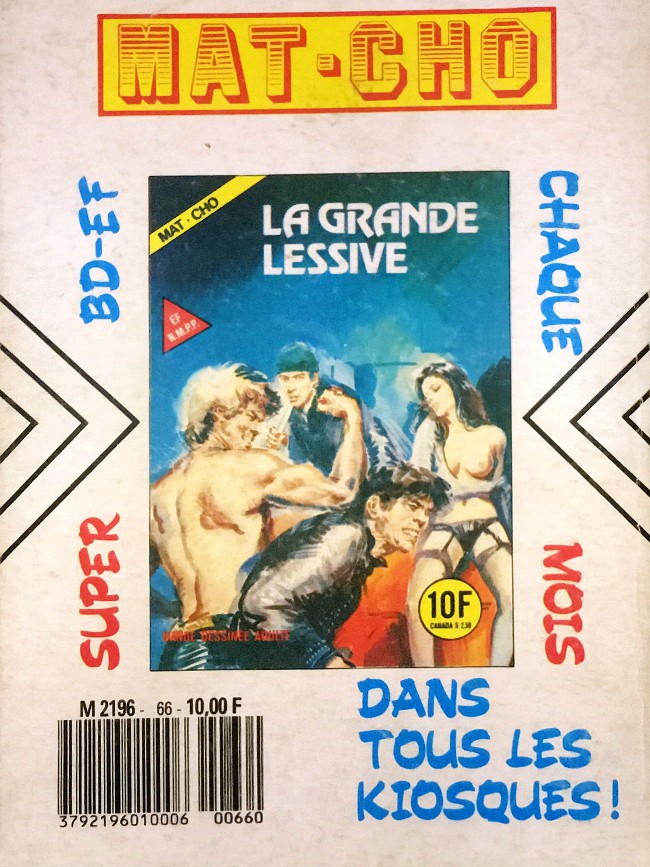 MAT-CHO
SUPER BD-EF
CHAQUE MOIS
MAT-CHO
LA GRANDE
LESSIVE
EF
N.M.P.P.
10F
CANADA $ 2,50
BANDE DESSINEE ADULTE
M 2196 - 66 - 10,00 F
3792196010006 00660
DANS
TOUS LES
KIOSQUES!